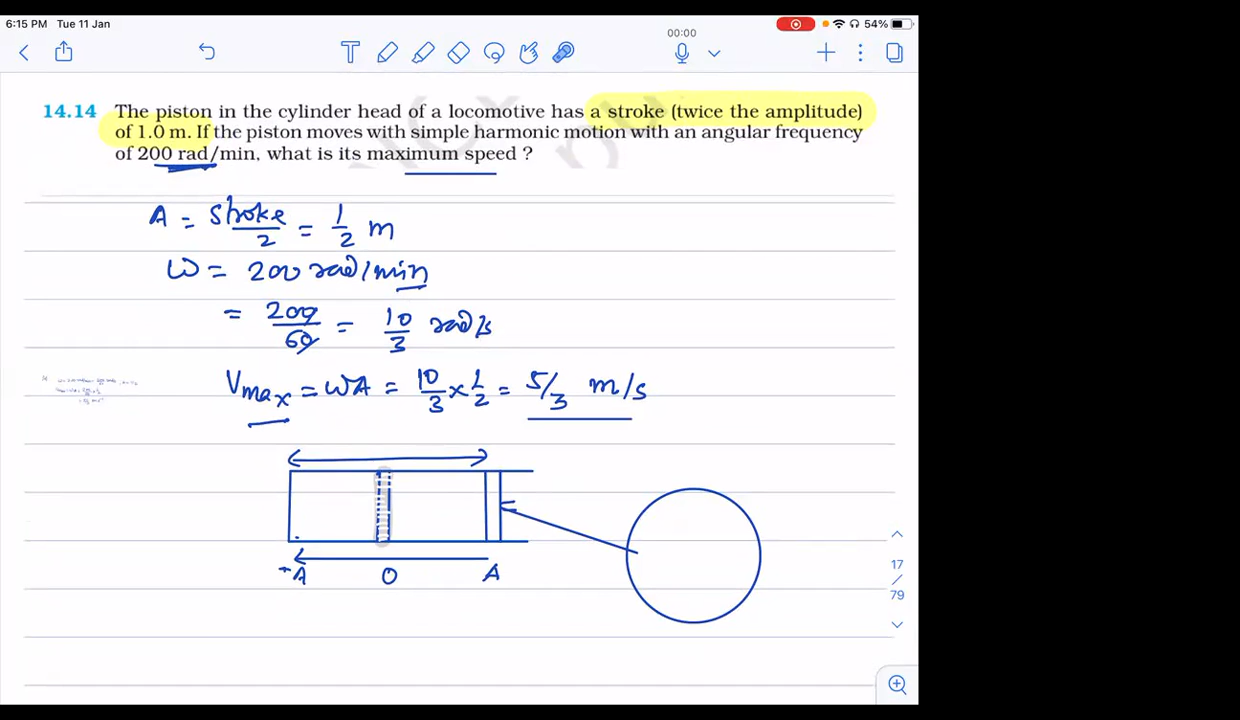 6:15 PM Tue 11 Jan
54%
00:00
T
14.14 The piston in the cylinder head of a locomotive has a stroke (twice the amplitude)
of 1.0 m. If the piston moves with simple harmonic motion with an angular frequency
of 200 rad/min, what is its maximum speed ?
A = Stroke/2 = 1/2 m
ω = 200 rad/min
= 200/60 = 10/3 rad/s
Vmax = ωA = 10/3 x 1/2 = 5/3 m/s
-A O A
17
/
79